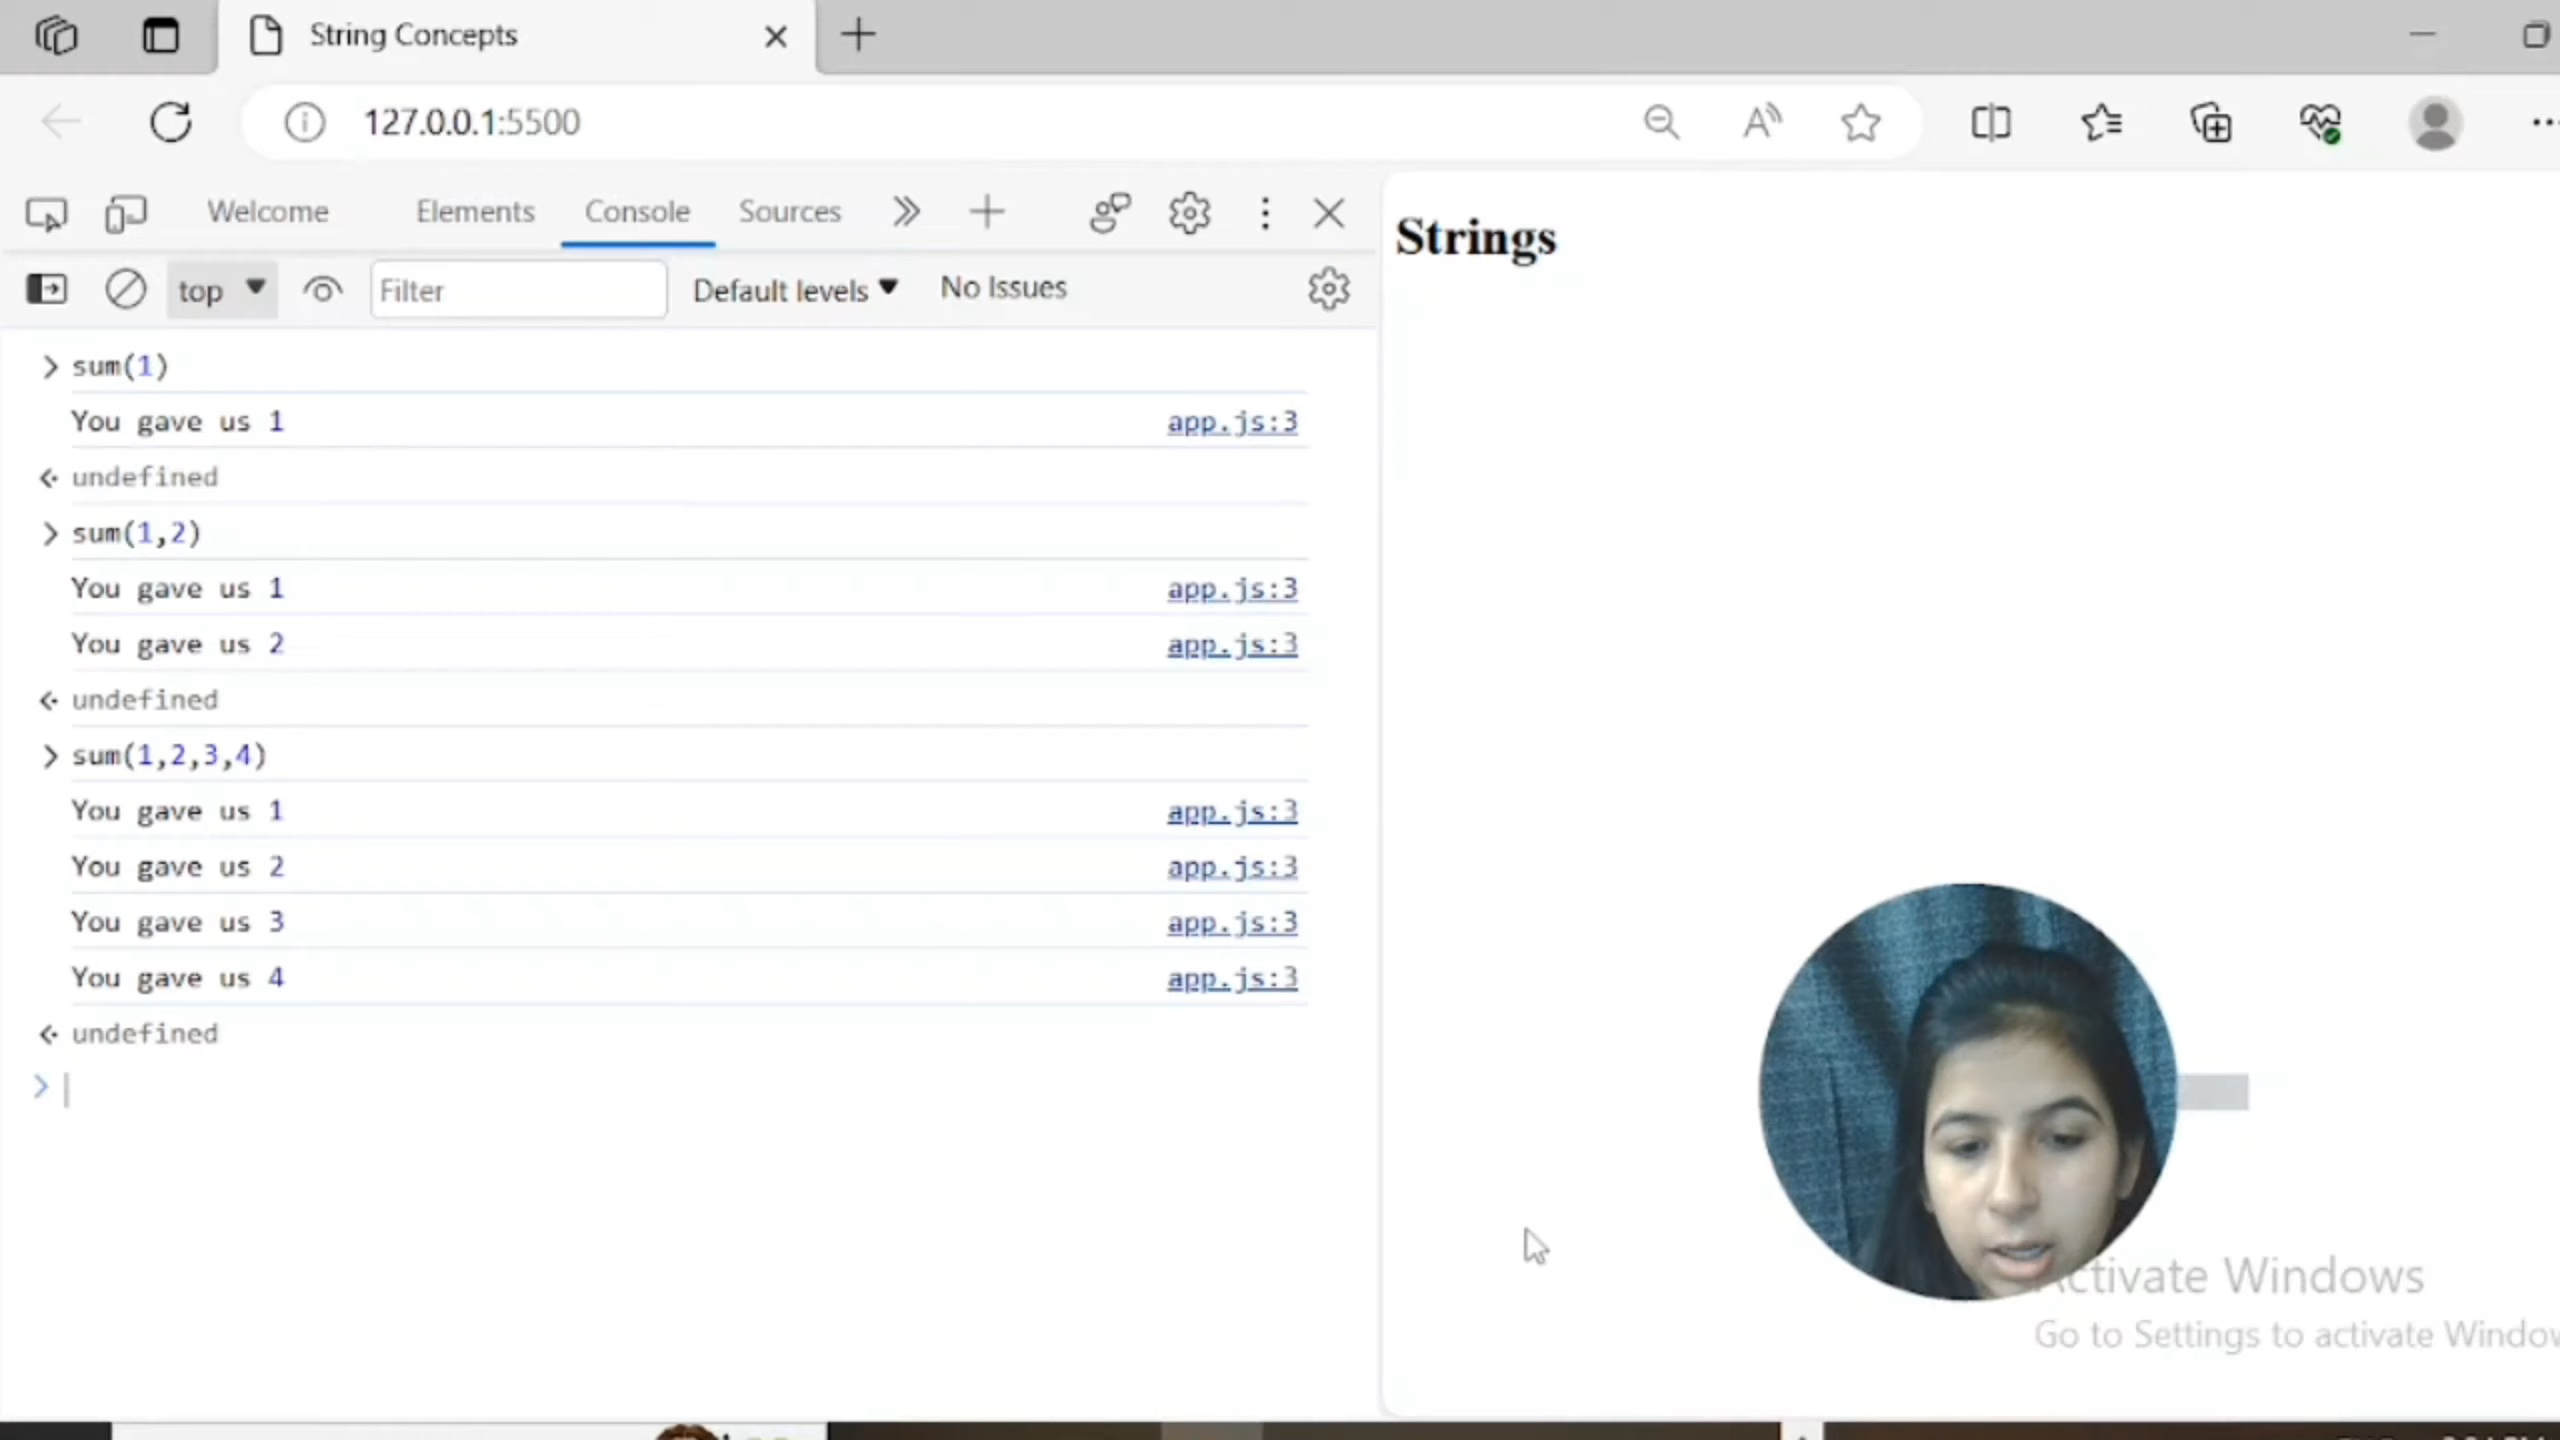 String Concepts
127.0.0.1:5500
Welcome Elements Console Sources
top Filter Default levels No Issues
sum(1)
You gave us 1 app.js:3
undefined
sum(1,2)
You gave us 1 app.js:3
You gave us 2 app.js:3
undefined
sum(1,2,3,4)
You gave us 1 app.js:3
You gave us 2 app.js:3
You gave us 3 app.js:3
You gave us 4 app.js:3
undefined
Strings
Activate Windows
Go to Settings to activate Window